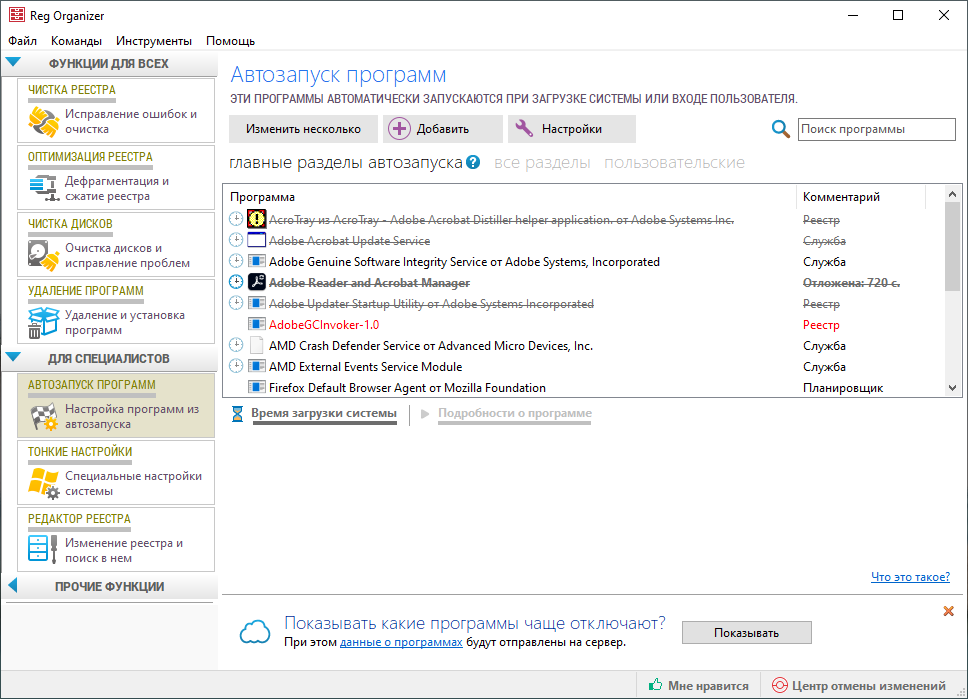 Reg Organizer
Файл Команды Инструменты Помощь
ФУНКЦИИ ДЛЯ ВСЕХ
ЧИСТКА РЕЕСТРА
Исправление ошибок и
очистка
ОПТИМИЗАЦИЯ РЕЕСТРА
Дефрагментация и
сжатие реестра
ЧИСТКА ДИСКОВ
Очистка дисков и
исправление проблем
УДАЛЕНИЕ ПРОГРАММ
Удаление и установка
программ
ДЛЯ СПЕЦИАЛИСТОВ
АВТОЗАПУСК ПРОГРАММ
Настройка программ из
автозапуска
ТОНКИЕ НАСТРОЙКИ
Специальные настройки
системы
РЕДАКТОР РЕЕСТРА
Изменение реестра и
поиск в нем
ПРОЧИЕ ФУНКЦИИ
Автозапуск программ
ЭТИ ПРОГРАММЫ АВТОМАТИЧЕСКИ ЗАПУСКАЮТСЯ ПРИ ЗАГРУЗКЕ СИСТЕМЫ ИЛИ ВХОДЕ ПОЛЬЗОВАТЕЛЯ.
Изменить несколько Добавить Настройки Поиск программы
главные разделы автозапуска ? все разделы пользовательские
Программа Комментарий
AcroTray из AcroTray - Adobe Acrobat Distiller helper application. от Adobe Systems Inc. Реестр
Adobe Acrobat Update Service Служба
Adobe Genuine Software Integrity Service от Adobe Systems, Incorporated Служба
Adobe Reader and Acrobat Manager Отложена: 720 с.
Adobe Updater Startup Utility от Adobe Systems Incorporated Реестр
AdobeGCInvoker-1.0 Реестр
AMD Crash Defender Service от Advanced Micro Devices, Inc. Служба
AMD External Events Service Module Служба
Firefox Default Browser Agent от Mozilla Foundation Планировщик
Время загрузки системы Подробности о программе
Что это такое?
Показывать какие программы чаще отключают?
При этом данные о программах будут отправлены на сервер.
Показывать
Мне нравится Центр отмены изменений